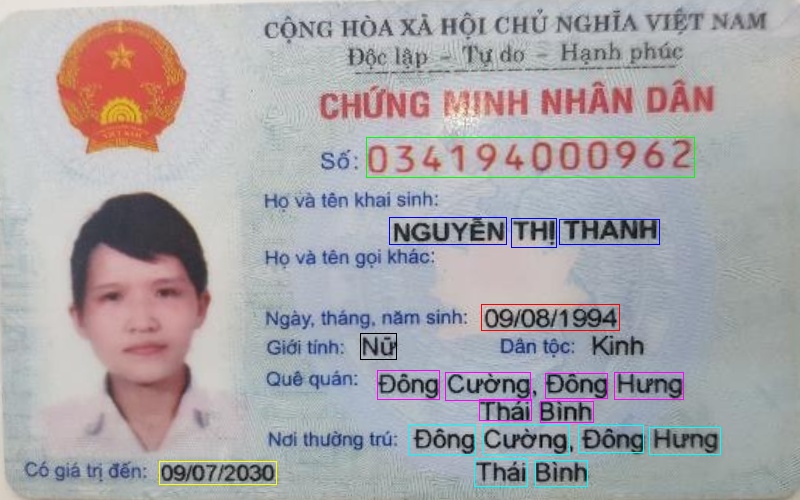 CỘNG HÒA XÃ HỘI CHỦ NGHĨA VIỆT NAM
Độc lập – Tự do – Hạnh phúc
CHỨNG MINH NHÂN DÂN
Số: 034194000962
Họ và tên khai sinh:
NGUYỄN THỊ THANH
Họ và tên gọi khác:
Ngày, tháng, năm sinh: 09/08/1994
Giới tính: Nữ Dân tộc: Kinh
Quê quán: Đông Cường, Đông Hưng
Thái Bình
Nơi thường trú: Đông Cường, Đông Hưng
Thái Bình
Có giá trị đến: 09/07/2030